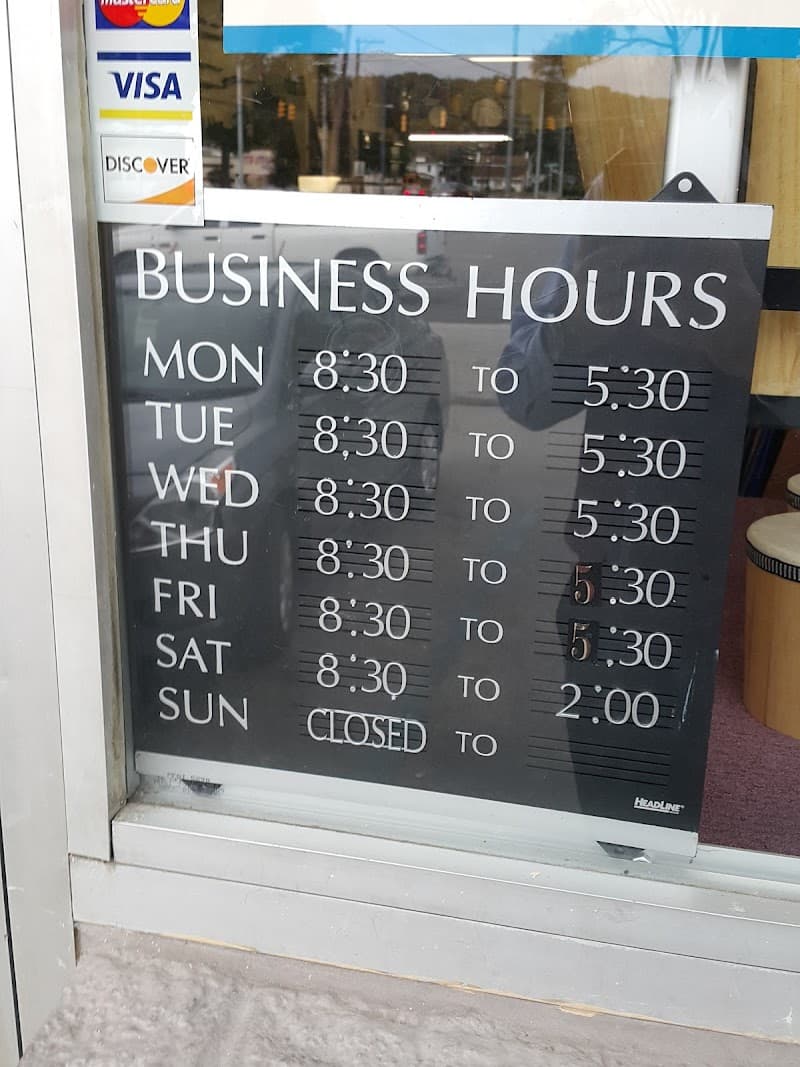 mastercard
VISA
DISCOVER
BUSINESS HOURS
MON 8:30 TO 5:30
TUE 8:30 TO 5:30
WED 8:30 TO 5:30
THU 8:30 TO 5:30
FRI 8:30 TO 5:30
SAT 8:30 TO 2:00
SUN CLOSED TO
HEADLINE